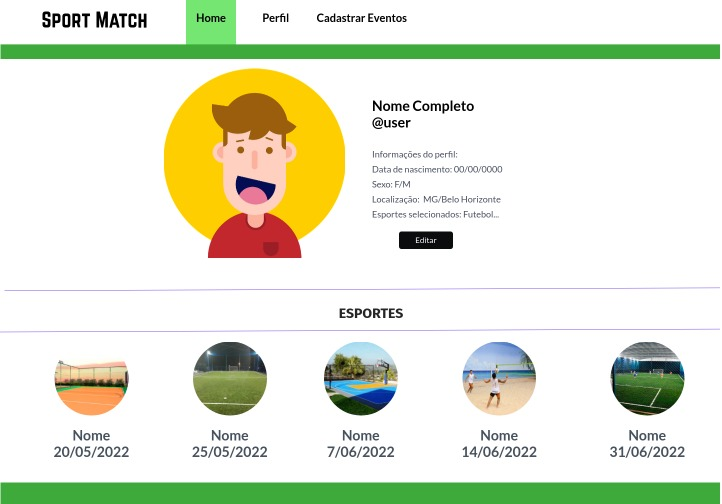 SPORT MATCH
Home
Perfil
Cadastrar Eventos
Nome Completo
@user
Informações do perfil:
Data de nascimento: 00/00/0000
Sexo: F/M
Localização: MG/Belo Horizonte
Esportes selecionados: Futebol...
Editar
ESPORTES
Nome
20/05/2022
Nome
25/05/2022
Nome
7/06/2022
Nome
14/06/2022
Nome
31/06/2022